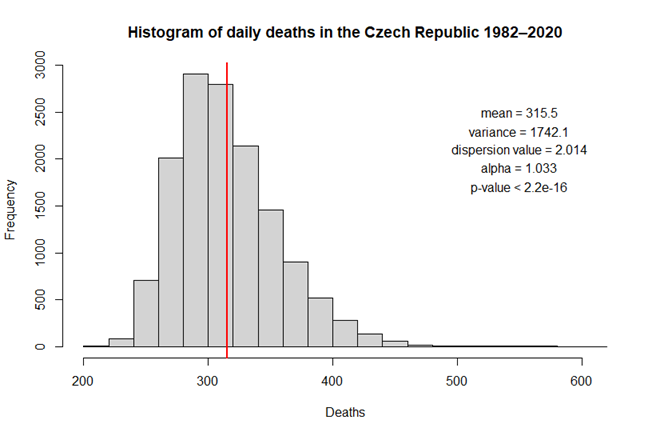 Histogram of daily deaths in the Czech Republic 1982–2020
3000
2500
2000
1500
1000
500
0
Frequency
mean = 315.5
variance = 1742.1
dispersion value = 2.014
alpha = 1.033
p-value < 2.2e-16
200 300 400 500 600
Deaths